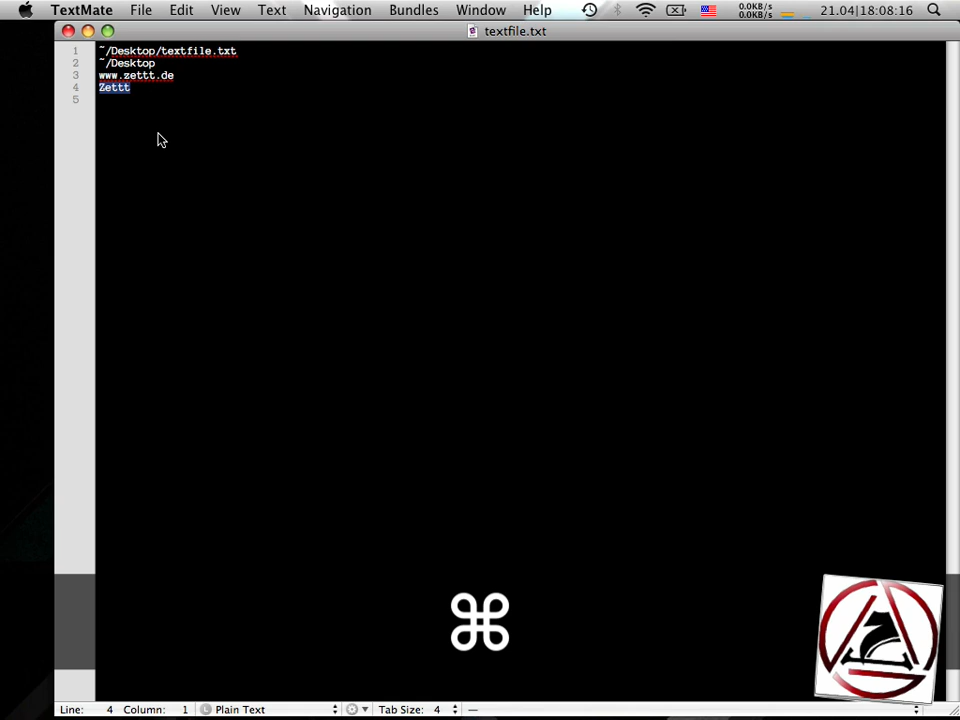 TextMate File Edit View Text Navigation Bundles Window Help 0.0KB/s 0.0KB/s 21.04|18:08:16
textfile.txt
1 ~/Desktop/textfile.txt
2 ~/Desktop
3 www.zettt.de
4 Zettt
5
⌘
Line: 4 Column: 1 Plain Text Tab Size: 4 —